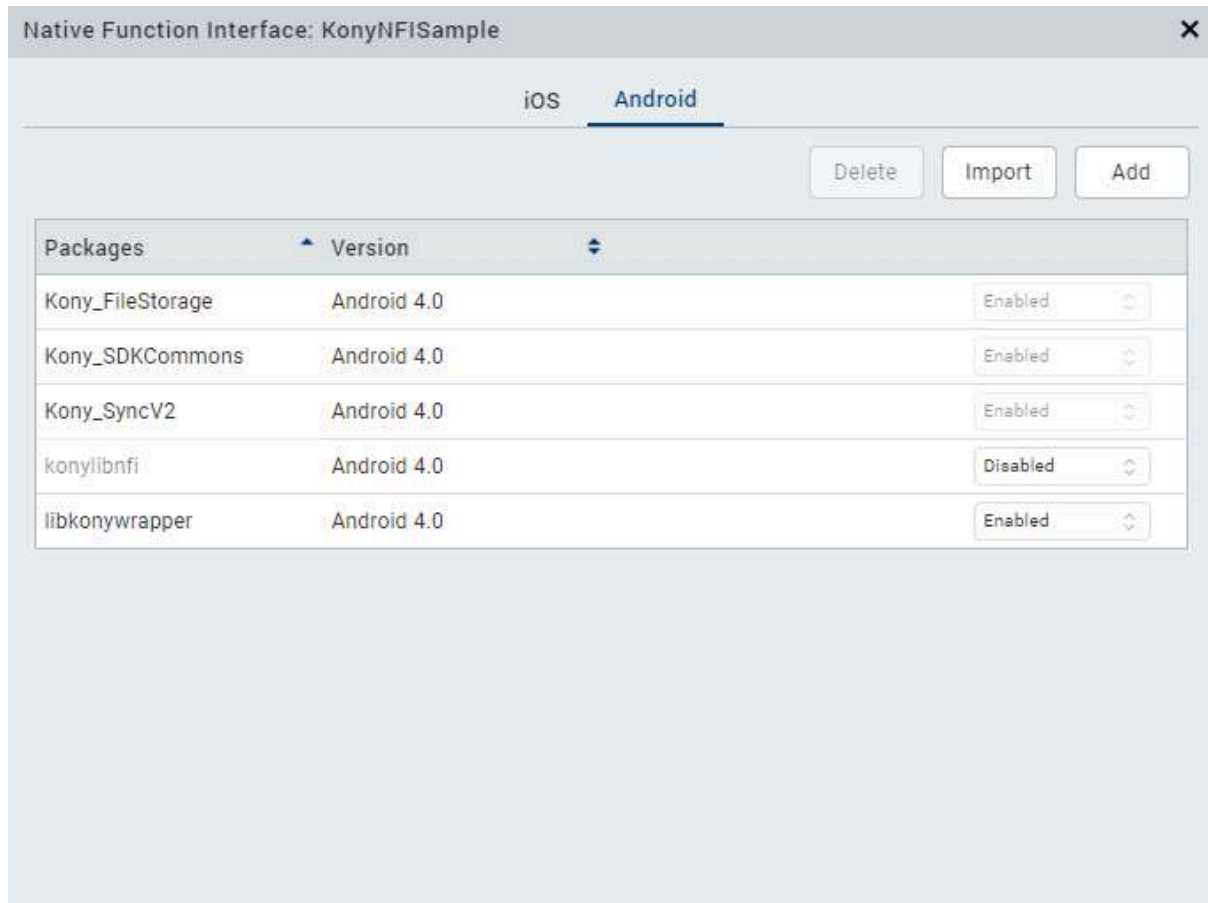 Native Function Interface: KonyNFISample
iOS Android
Delete Import Add
Packages Version
Kony_FileStorage Android 4.0 Enabled
Kony_SDKCommons Android 4.0 Enabled
Kony_SyncV2 Android 4.0 Enabled
konylibnfi Android 4.0 Disabled
libkonywrapper Android 4.0 Enabled